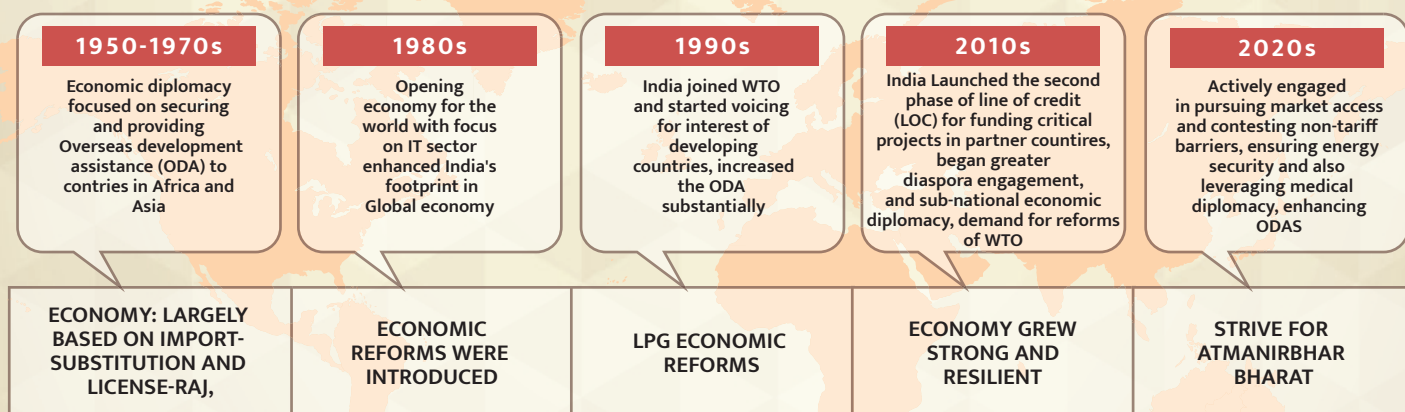 1950-1970s
Economic diplomacy
focused on securing
and providing
Overseas development
assistance (ODA) to
contries in Africa and
Asia
ECONOMY: LARGELY
BASED ON IMPORT-
SUBSTITUTION AND
LICENSE-RAJ,
1980s
Opening
economy for the
world with focus
on IT sector
enhanced India's
footprint in
Global economy
ECONOMIC
REFORMS WERE
INTRODUCED
1990s
India joined WTO
and started voicing
for interest of
developing
countries, increased
the ODA
substantially
LPG ECONOMIC
REFORMS
2010s
India Launched the second
phase of line of credit
(LOC) for funding critical
projects in partner countires,
began greater
diaspora engagement,
and sub-national economic
diplomacy, demand for reforms
of WTO
ECONOMY GREW
STRONG AND
RESILIENT
2020s
Actively engaged
in pursuing market access
and contesting non-tariff
barriers, ensuring energy
security and also
leveraging medical
diplomacy, enhancing
ODAS
STRIVE FOR
ATMANIRBHAR
BHARAT